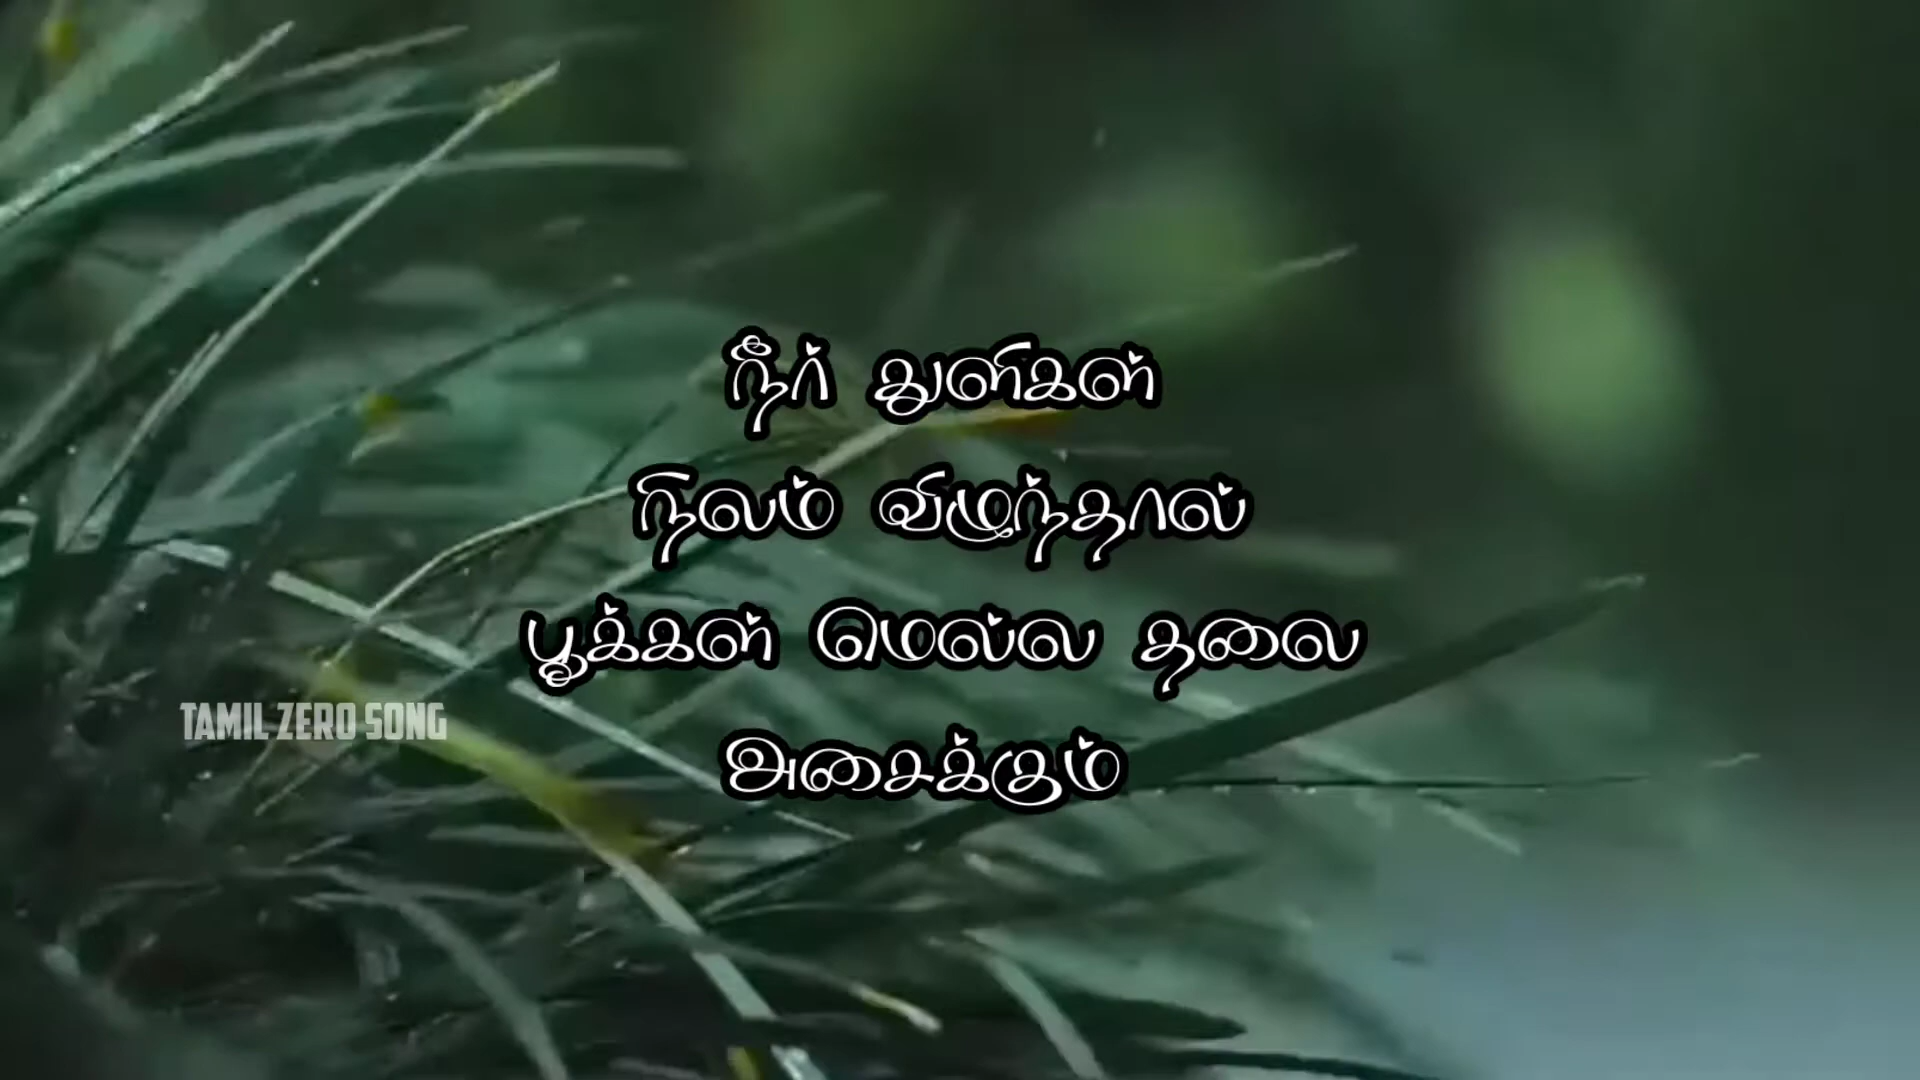 நீர் துளிகள்
நிலம் விழுந்தால்
பூக்கள் மெல்ல தலை
அசைக்கும்
TAMIL ZERO SONG